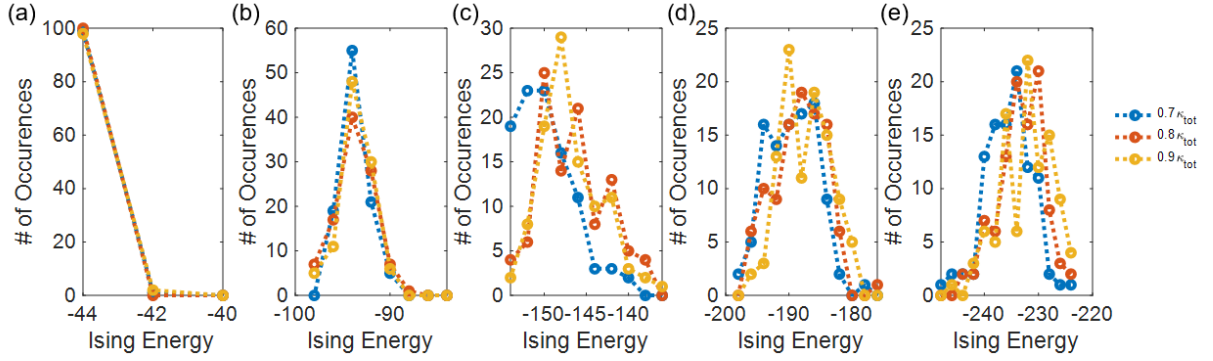 (a) (b) (c) (d) (e)
100
80
60
40
20
0
-44 -42 -40
# of Occurences
Ising Energy
60
50
40
30
20
10
0
-100 -90
# of Occurences
Ising Energy
30
25
20
15
10
5
0
-150 -145 -140
# of Occurences
Ising Energy
25
20
15
10
5
0
-200 -190 -180
# of Occurences
Ising Energy
25
20
15
10
5
0
-240 -230 -220
# of Occurences
Ising Energy
0.7κtot
0.8κtot
0.9κtot